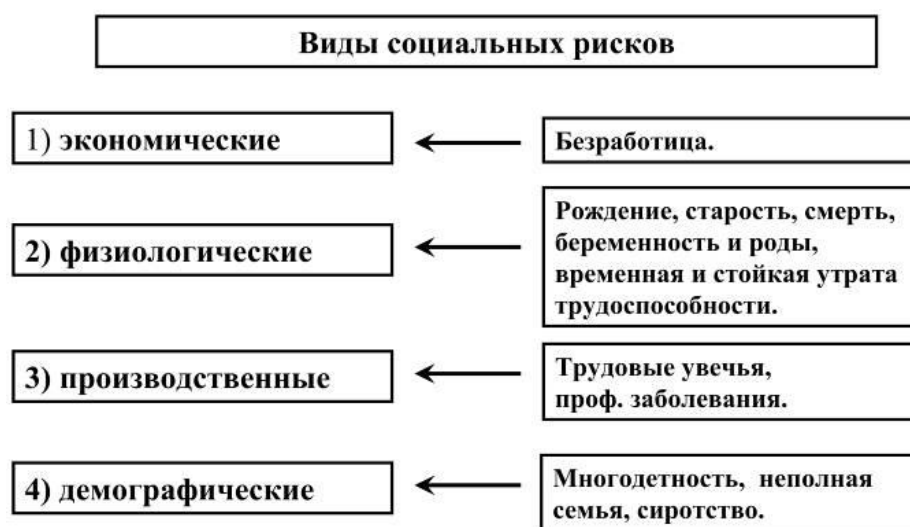 Виды социальных рисков
1) экономические
Безработица.
2) физиологические
Рождение, старость, смерть,
беременность и роды,
временная и стойкая утрата
трудоспособности.
3) производственные
Трудовые увечья,
проф. заболевания.
4) демографические
Многодетность, неполная
семья, сиротство.